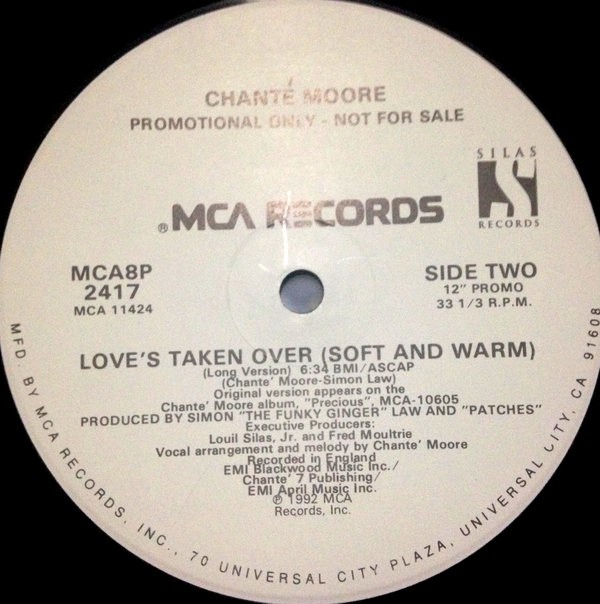 CHANTÉ MOORE
PROMOTIONAL ONLY - NOT FOR SALE
SILAS
S
RECORDS
®MCA RECORDS
MCA8P
2417
MCA 11424
SIDE TWO
12" PROMO
33 1/3 R.P.M.
LOVE'S TAKEN OVER (SOFT AND WARM)
(Long Version) 6:34 BMI/ASCAP
(Chante' Moore-Simon Law)
Original version appears on the
Chante' Moore album, "Precious", MCA-10605
PRODUCED BY SIMON "THE FUNKY GINGER" LAW AND "PATCHES"
Executive Producers:
Louil Silas, Jr. and Fred Moultrie
Vocal arrangement and melody by Chante' Moore
Recorded in England
EMI Blackwood Music Inc./
Chante' 7 Publishing/
EMI April Music Inc.
℗ 1992 MCA
Records, Inc.
MFD. BY MCA RECORDS, INC., 70 UNIVERSAL CITY PLAZA, UNIVERSAL CITY, CA 91608